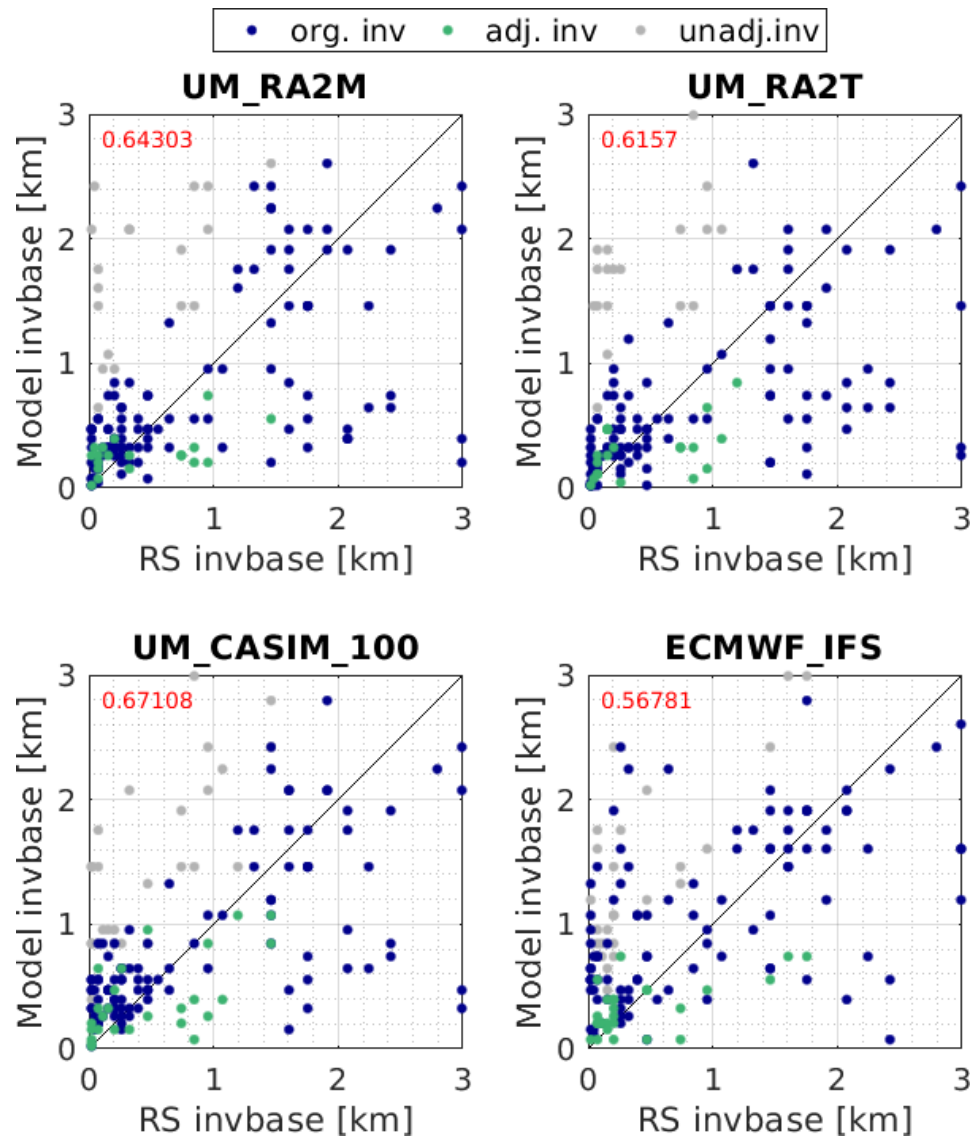 org. inv adj. inv unadj.inv
UM_RA2M
UM_RA2T
3
0.64303
2
1
0
Model invbase [km]
0 1 2 3
RS invbase [km]
3
0.6157
2
1
0
Model invbase [km]
0 1 2 3
RS invbase [km]
UM_CASIM_100
ECMWF_IFS
3
0.67108
2
1
0
Model invbase [km]
0 1 2 3
RS invbase [km]
3
0.56781
2
1
0
Model invbase [km]
0 1 2 3
RS invbase [km]